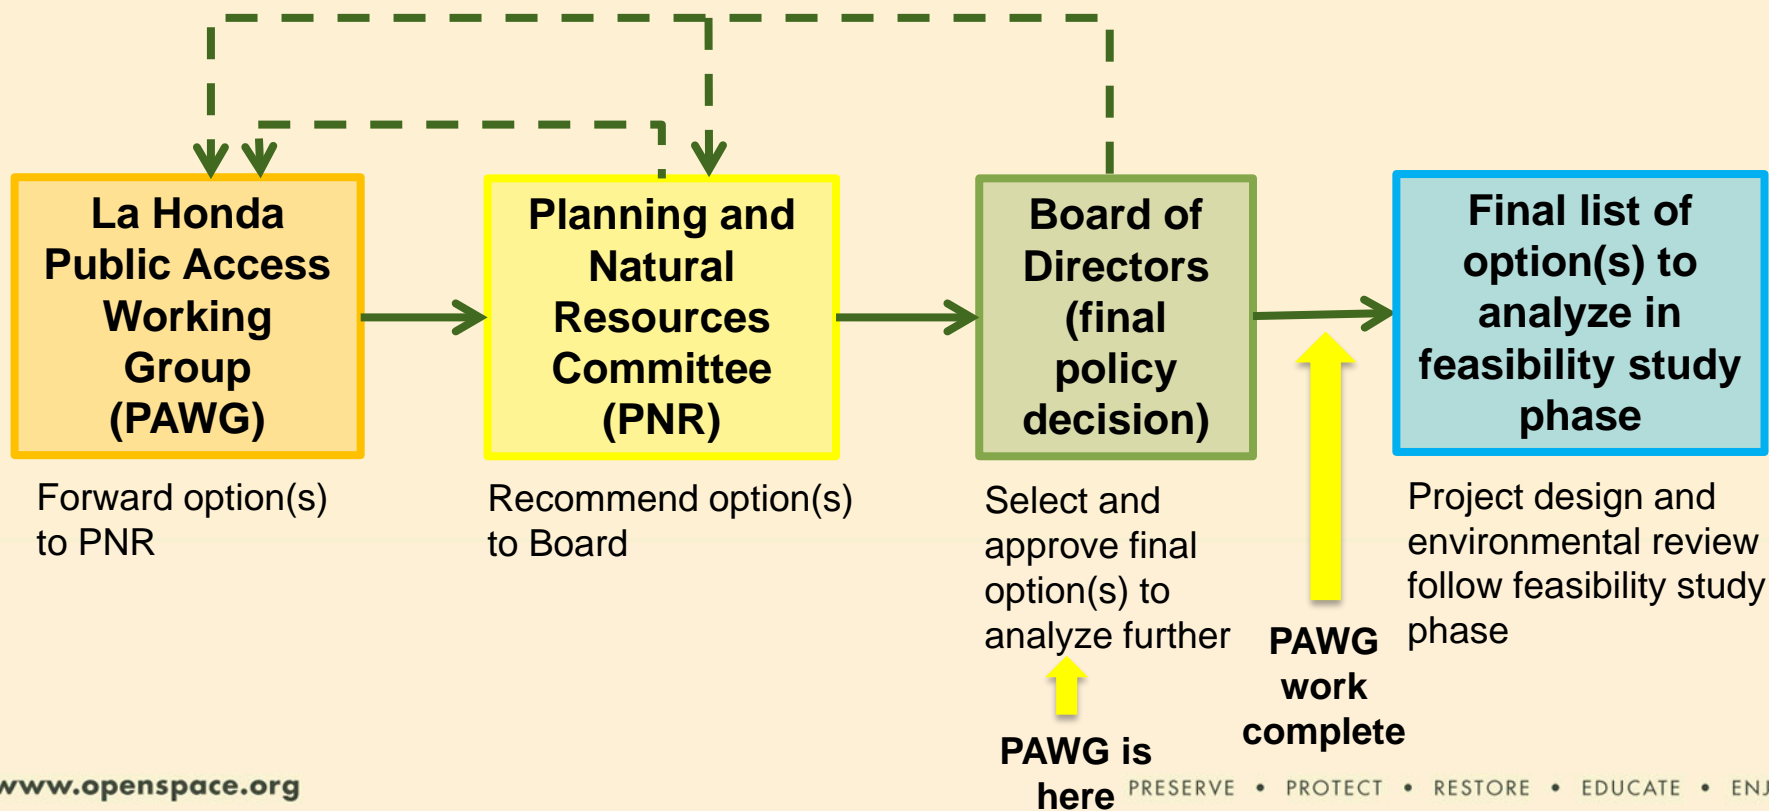 La Honda
Public Access
Working
Group
(PAWG)
Planning and
Natural
Resources
Committee
(PNR)
Board of
Directors
(final
policy
decision)
Final list of
option(s) to
analyze in
feasibility study
phase
Forward option(s)
to PNR
Recommend option(s)
to Board
Select and
approve final
option(s) to
analyze further
Project design and
environmental review
follow feasibility study
phase
PAWG
work
complete
PAWG is
here
www.openspace.org
PRESERVE • PROTECT • RESTORE • EDUCATE • ENJ